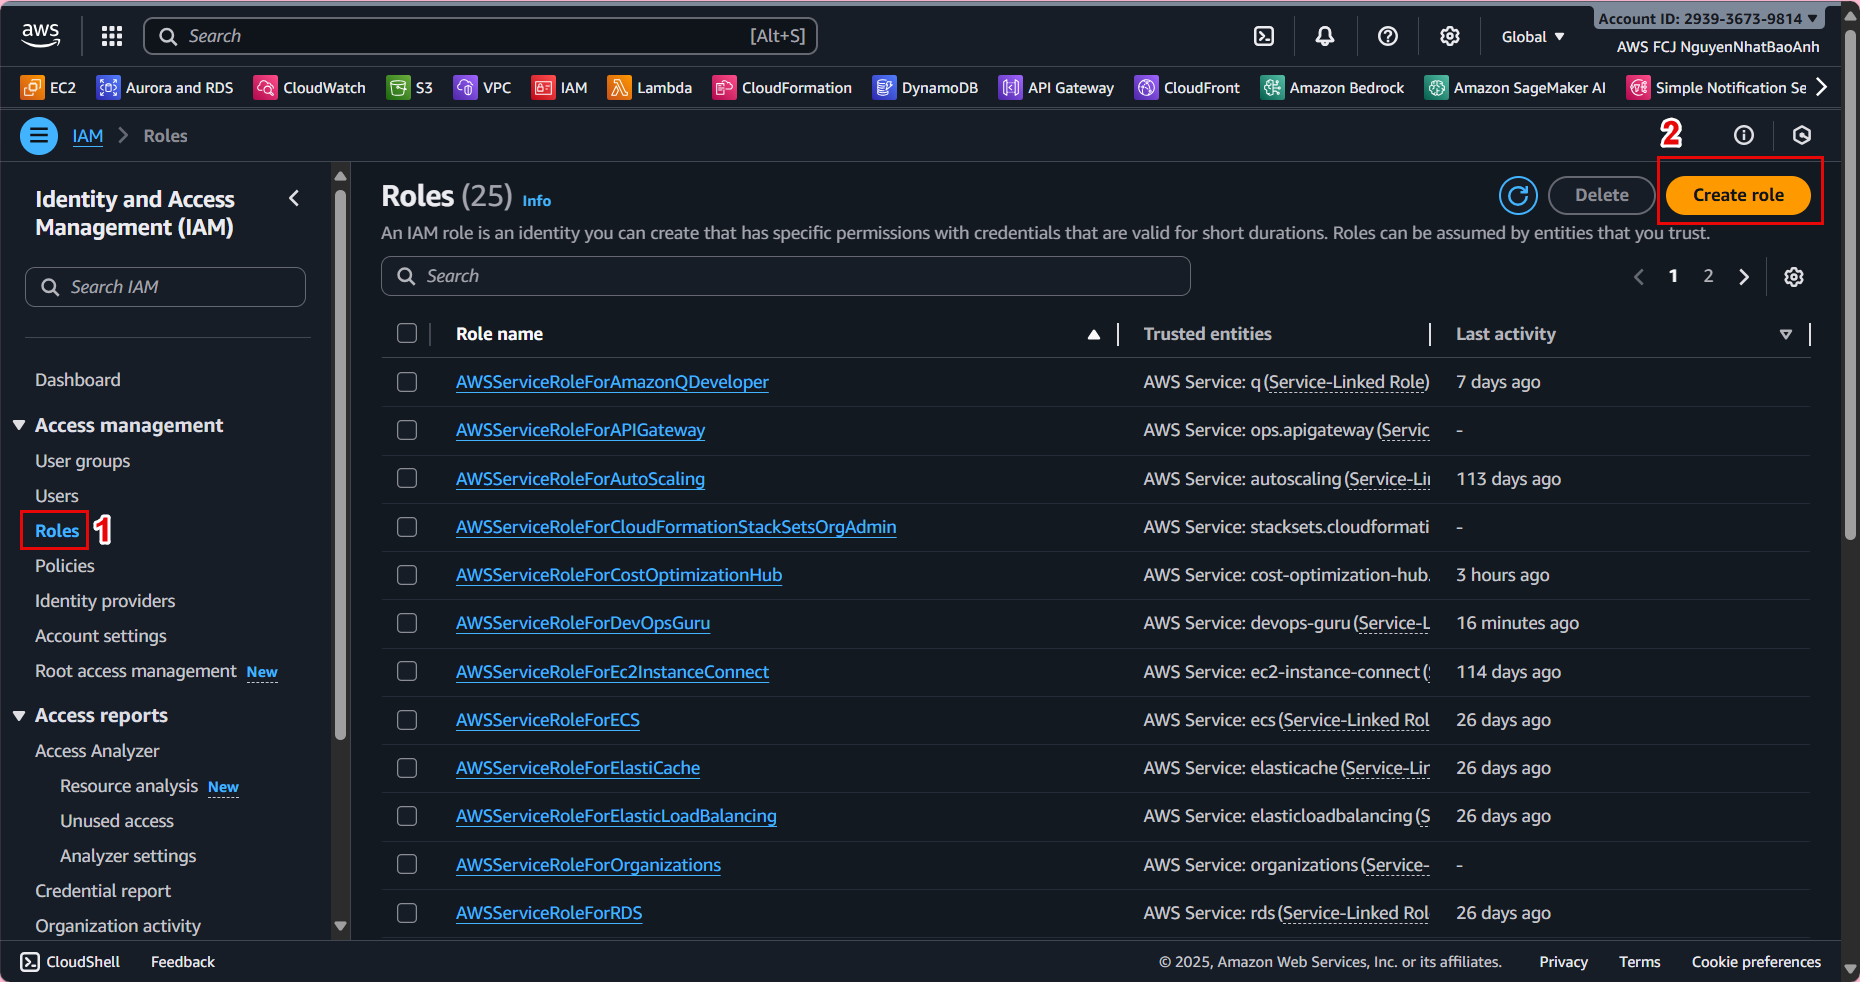 aws
Search
[Alt+S]
Global
Account ID: 2939-3673-9814
AWS FCJ NguyenNhatBaoAnh
EC2
Aurora and RDS
CloudWatch
S3
VPC
IAM
Lambda
CloudFormation
DynamoDB
API Gateway
CloudFront
Amazon Bedrock
Amazon SageMaker AI
Simple Notification Se
IAM
Roles
2
Identity and Access
Management (IAM)
Search IAM
Dashboard
Access management
User groups
Users
Roles
1
Policies
Identity providers
Account settings
Root access management New
Access reports
Access Analyzer
Resource analysis New
Unused access
Analyzer settings
Credential report
Organization activity
Roles (25) Info
Delete
Create role
An IAM role is an identity you can create that has specific permissions with credentials that are valid for short durations. Roles can be assumed by entities that you trust.
Search
1
2
Role name
Trusted entities
Last activity
AWSServiceRoleForAmazonQDeveloper AWS Service: q (Service-Linked Role) 7 days ago
AWSServiceRoleForAPIGateway AWS Service: ops.apigateway (Servic -
AWSServiceRoleForAutoScaling AWS Service: autoscaling (Service-Li 113 days ago
AWSServiceRoleForCloudFormationStackSetsOrgAdmin AWS Service: stacksets.cloudformati -
AWSServiceRoleForCostOptimizationHub AWS Service: cost-optimization-hub. 3 hours ago
AWSServiceRoleForDevOpsGuru AWS Service: devops-guru (Service-L 16 minutes ago
AWSServiceRoleForEc2InstanceConnect AWS Service: ec2-instance-connect (S 114 days ago
AWSServiceRoleForECS AWS Service: ecs (Service-Linked Rol 26 days ago
AWSServiceRoleForElastiCache AWS Service: elasticache (Service-Lir 26 days ago
AWSServiceRoleForElasticLoadBalancing AWS Service: elasticloadbalancing (S 26 days ago
AWSServiceRoleForOrganizations AWS Service: organizations (Service- -
AWSServiceRoleForRDS AWS Service: rds (Service-Linked Rol 26 days ago
CloudShell
Feedback
© 2025, Amazon Web Services, Inc. or its affiliates.
Privacy
Terms
Cookie preferences